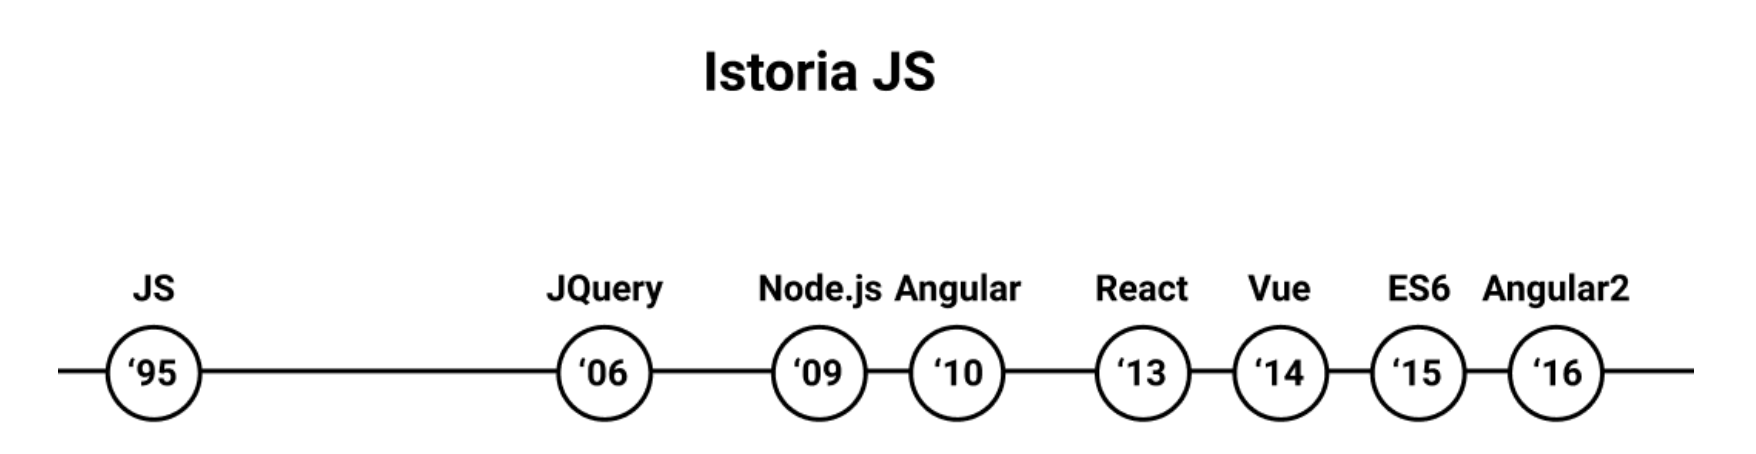 Istoria JS
JS JQuery Node.js Angular React Vue ES6 Angular2
‘95 ‘06 ‘09 ‘10 ‘13 ‘14 ‘15 ‘16